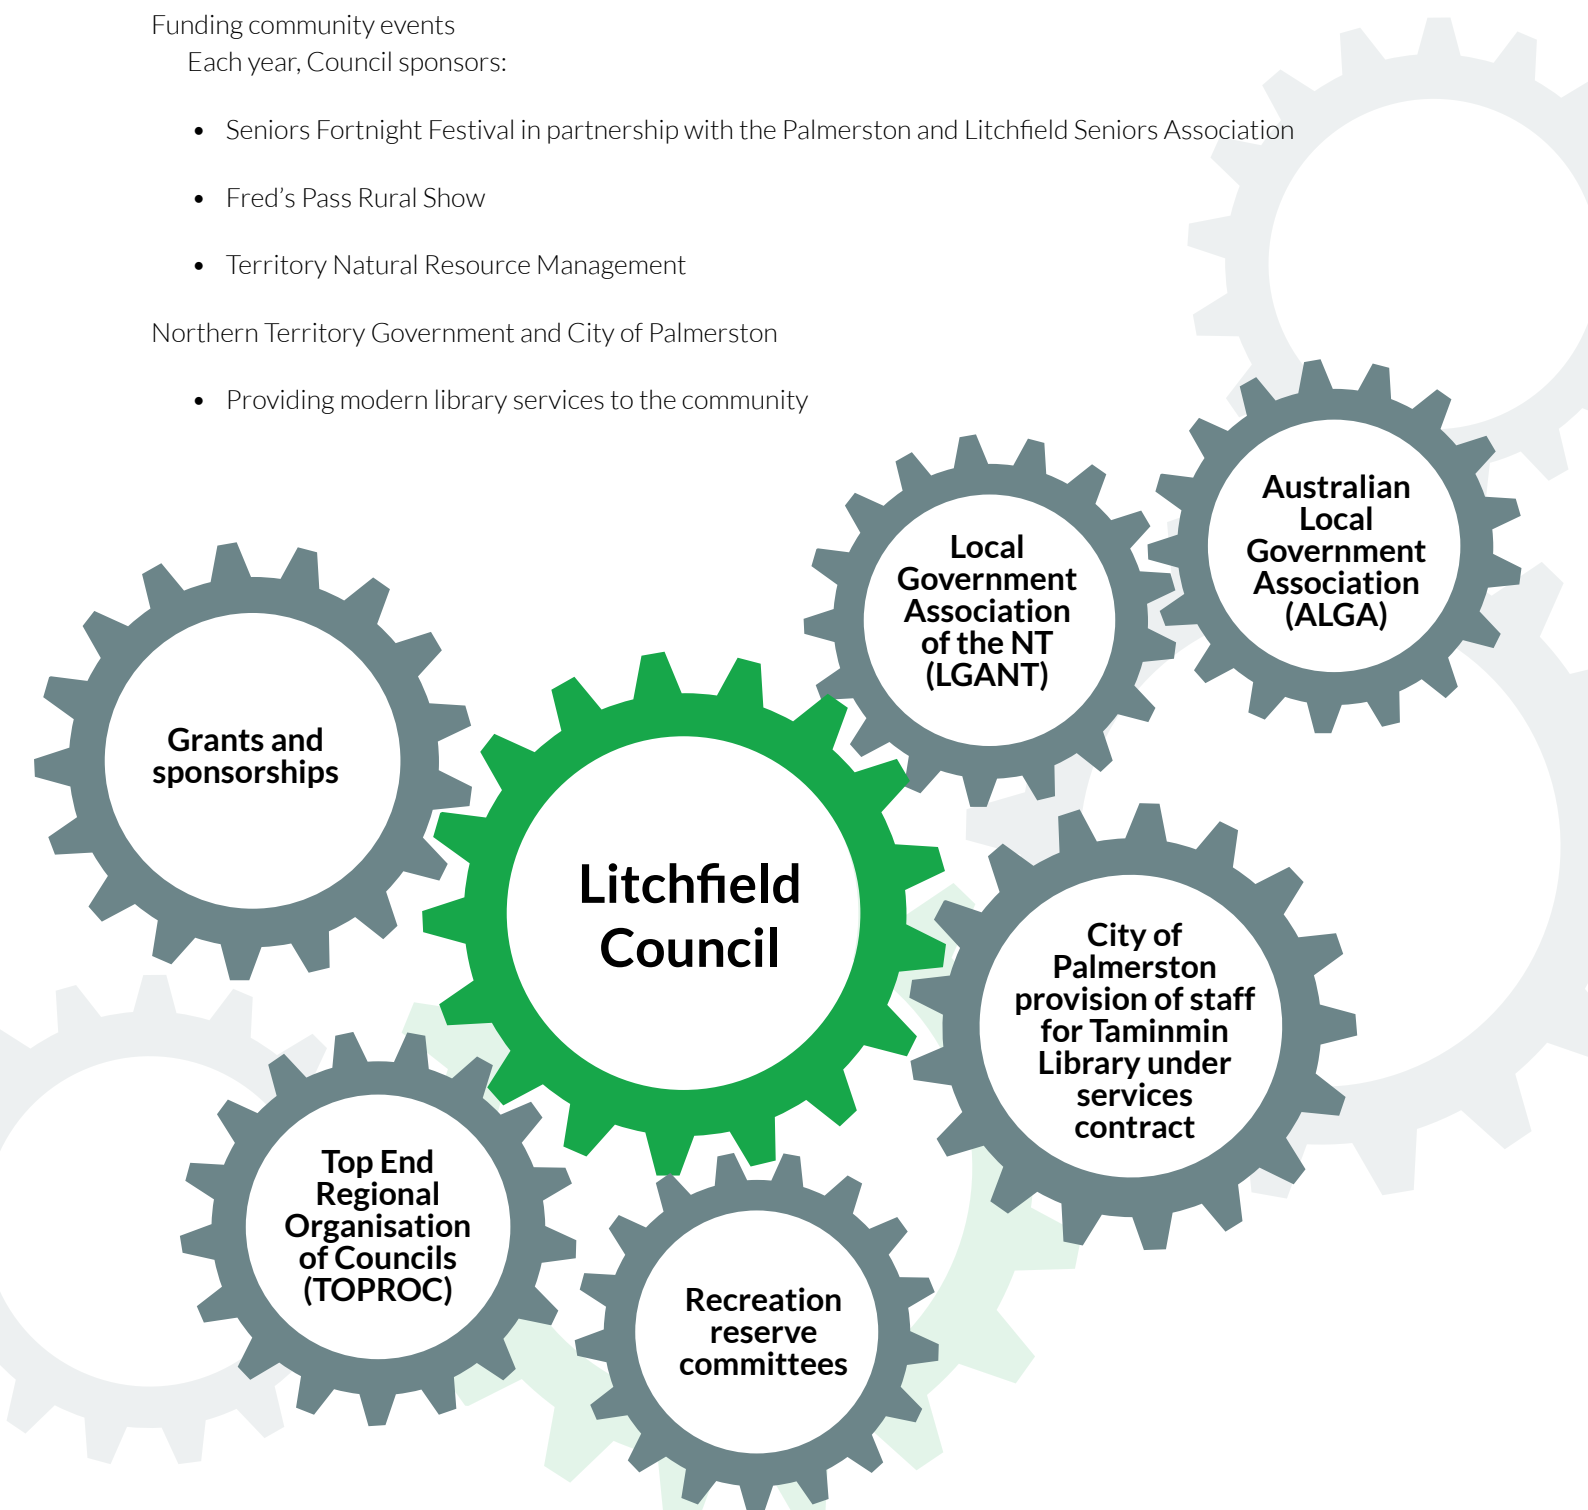 Funding community events
Each year, Council sponsors:
• Seniors Fortnight Festival in partnership with the Palmerston and Litchfield Seniors Association
• Fred’s Pass Rural Show
• Territory Natural Resource Management
Northern Territory Government and City of Palmerston
• Providing modern library services to the community
Australian
Local
Government
Association
(ALGA)
Local
Government
Association
of the NT
(LGANT)
Grants and
sponsorships
Litchfield
Council
City of
Palmerston
provision of staff
for Taminmin
Library under
services
contract
Top End
Regional
Organisation
of Councils
(TOPROC)
Recreation
reserve
committees